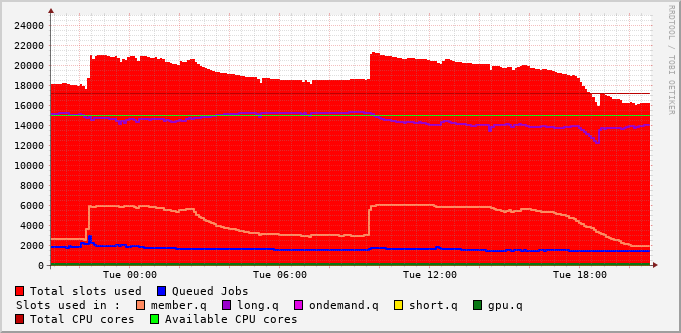 24000
22000
20000
18000
16000
14000
12000
10000
8000
6000
4000
2000
0
Tue 00:00 Tue 06:00 Tue 12:00 Tue 18:00
RRDTOOL / TOBI OETIKER
Total slots used Queued Jobs
Slots used in : member.q long.q ondemand.q short.q gpu.q
Total CPU cores Available CPU cores